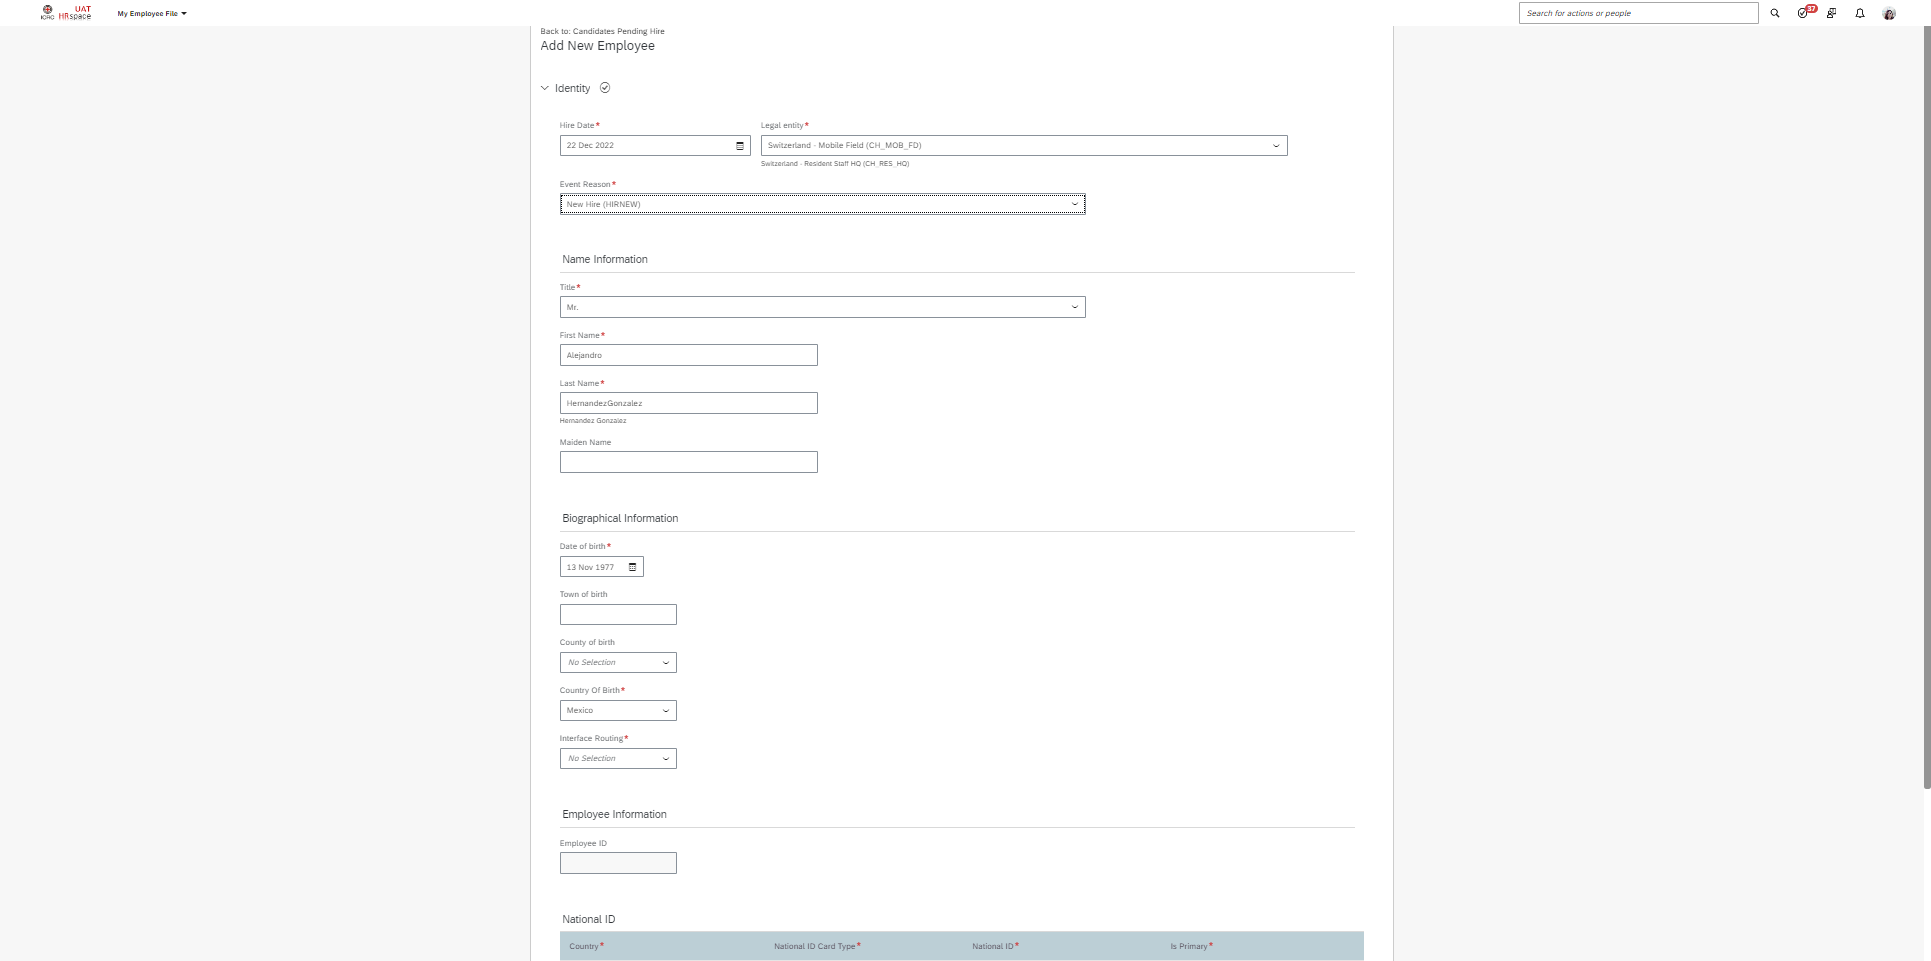 ICRC UAT HRspace My Employee File Search for actions or people 37
Back to: Candidates Pending Hire
Add New Employee
Identity
Hire Date* Legal entity*
22 Dec 2022 Switzerland - Mobile Field (CH_MOB_FD)
Switzerland - Resident Staff HQ (CH_RES_HQ)
Event Reason*
New Hire (HIRNEW)
Name Information
Title*
Mr.
First Name*
Alejandro
Last Name*
HernandezGonzalez
Hernandez Gonzalez
Maiden Name
Biographical Information
Date of birth*
13 Nov 1977
Town of birth
County of birth
No Selection
Country Of Birth*
Mexico
Interface Routing*
No Selection
Employee Information
Employee ID
National ID
Country* National ID Card Type* National ID* Is Primary*